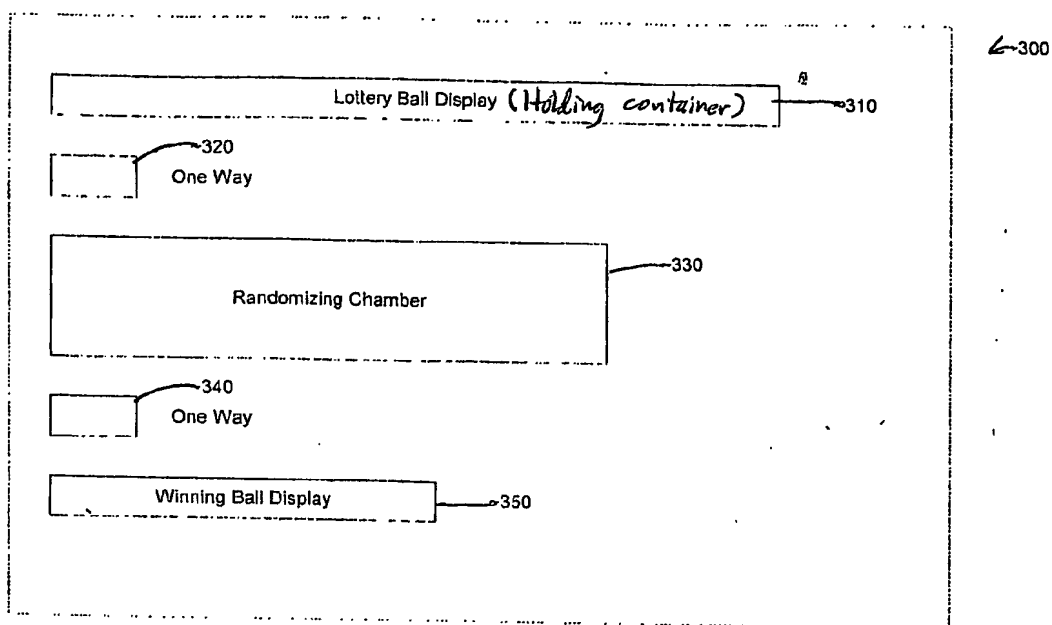 300
Lottery Ball Display (Holding container) 310
320
One Way
330
Randomizing Chamber
340
One Way
Winning Ball Display 350